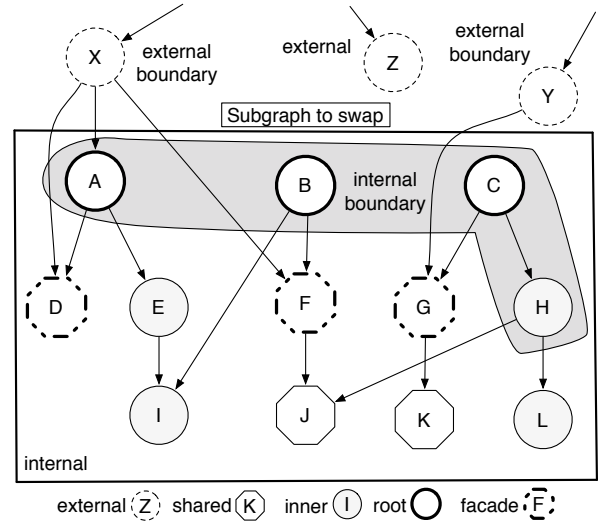 X
external
boundary
external
Z
external
boundary
Y
Subgraph to swap
A
B
internal
boundary
C
D
E
F
G
H
I
J
K
L
internal
external Z shared K inner I root facade F